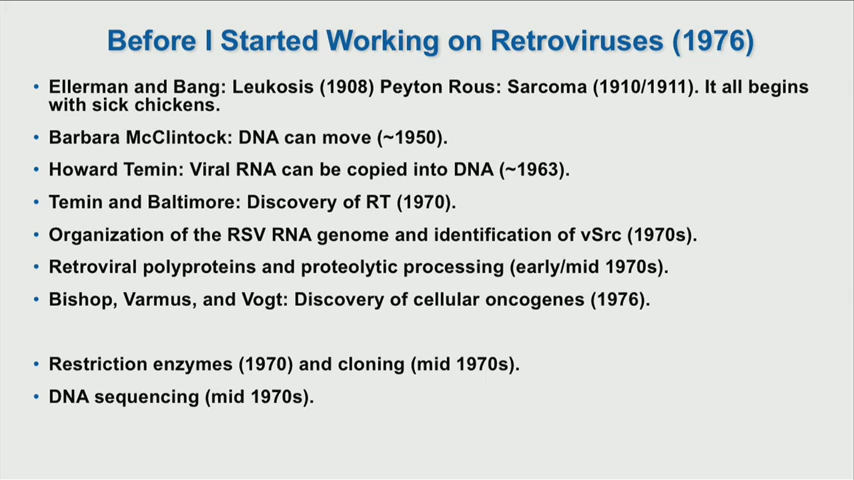 Before I Started Working on Retroviruses (1976)
• Ellerman and Bang: Leukosis (1908) Peyton Rous: Sarcoma (1910/1911). It all begins
with sick chickens.
• Barbara McClintock: DNA can move (~1950).
• Howard Temin: Viral RNA can be copied into DNA (~1963).
• Temin and Baltimore: Discovery of RT (1970).
• Organization of the RSV RNA genome and identification of vSrc (1970s).
• Retroviral polyproteins and proteolytic processing (early/mid 1970s).
• Bishop, Varmus, and Vogt: Discovery of cellular oncogenes (1976).
• Restriction enzymes (1970) and cloning (mid 1970s).
• DNA sequencing (mid 1970s).